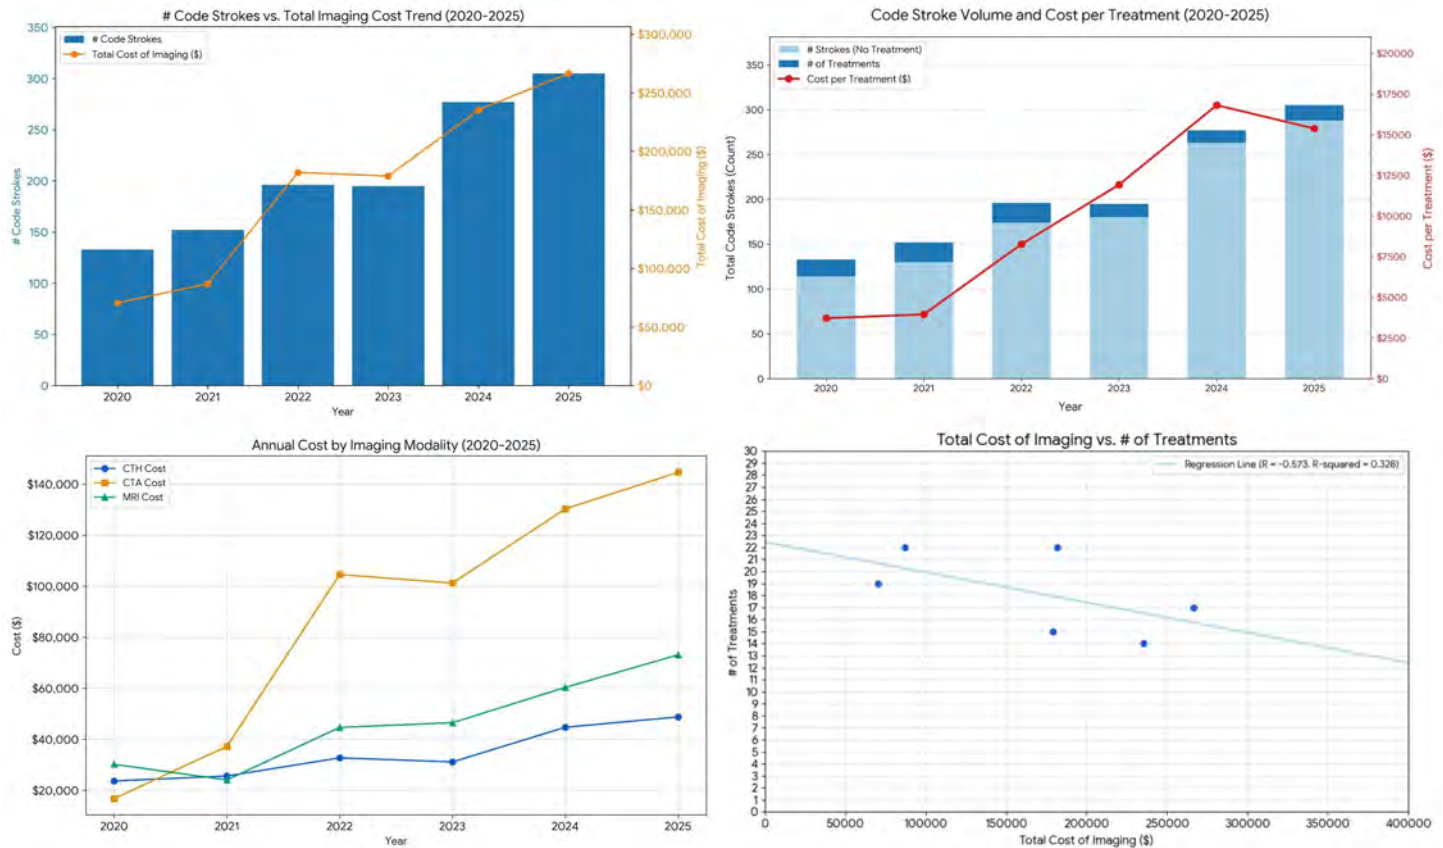 # Code Strokes vs. Total Imaging Cost Trend (2020-2025)
# Code Strokes
Total Cost of Imaging ($)
350
300
250
200
150
100
50
0
# Code Strokes
$300,000
$250,000
$200,000
$150,000
$100,000
$50,000
$0
Total Cost of Imaging ($)
2020 2021 2022 2023 2024 2025
Year
Code Stroke Volume and Cost per Treatment (2020-2025)
# Strokes (No Treatment)
# of Treatments
Cost per Treatment ($)
350
300
250
200
150
100
50
0
Total Code Strokes (Count)
$20000
$17500
$15000
$12500
$10000
$7500
$5000
$2500
$0
Cost per Treatment ($)
2020 2021 2022 2023 2024 2025
Year
Annual Cost by Imaging Modality (2020-2025)
CTH Cost
CTA Cost
MRI Cost
$140,000
$120,000
$100,000
$80,000
$60,000
$40,000
$20,000
Cost ($)
2020 2021 2022 2023 2024 2025
Year
Total Cost of Imaging vs. # of Treatments
Regression Line (R = -0.573, R-squared = 0.328)
30
29
28
27
26
25
24
23
22
21
20
19
18
17
16
15
14
13
12
11
10
9
8
7
6
5
4
3
2
1
0
# of Treatments
0 50000 100000 150000 200000 250000 300000 350000 400000
Total Cost of Imaging ($)